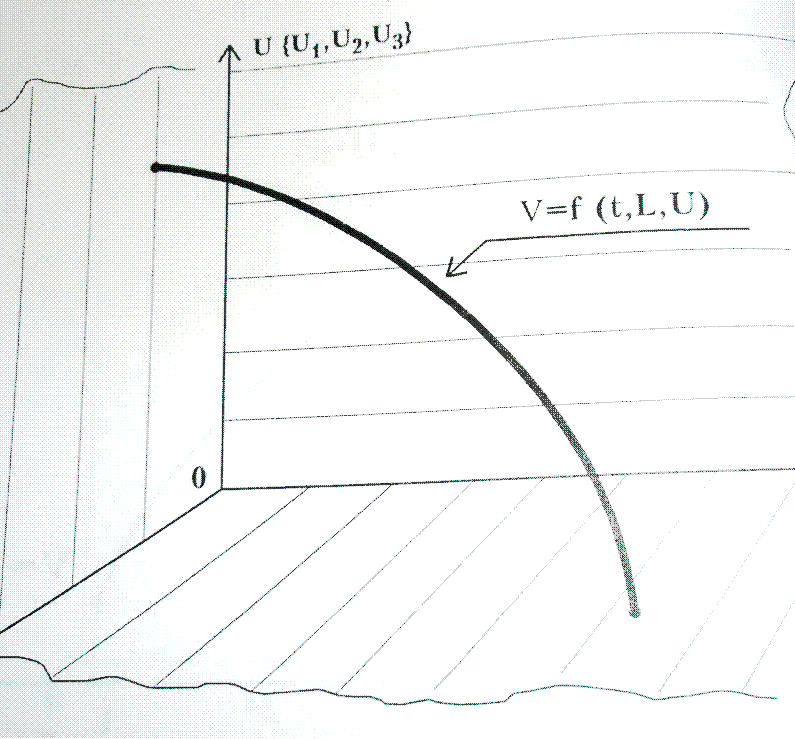 U {U₁,U₂,U₃}
V=f (t,L,U)
0